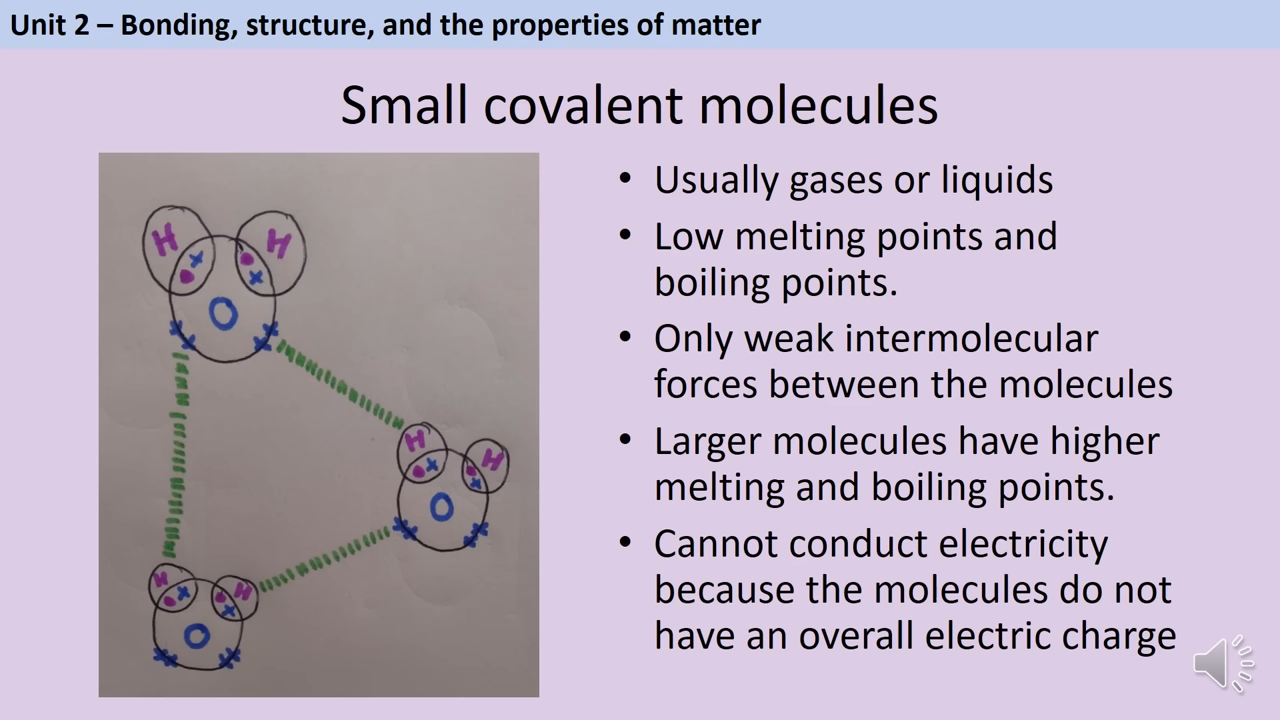 Unit 2 – Bonding, structure, and the properties of matter
Small covalent molecules
H H
O
H H
O
H H
O
• Usually gases or liquids
• Low melting points and
boiling points.
• Only weak intermolecular
forces between the molecules
• Larger molecules have higher
melting and boiling points.
• Cannot conduct electricity
because the molecules do not
have an overall electric charge